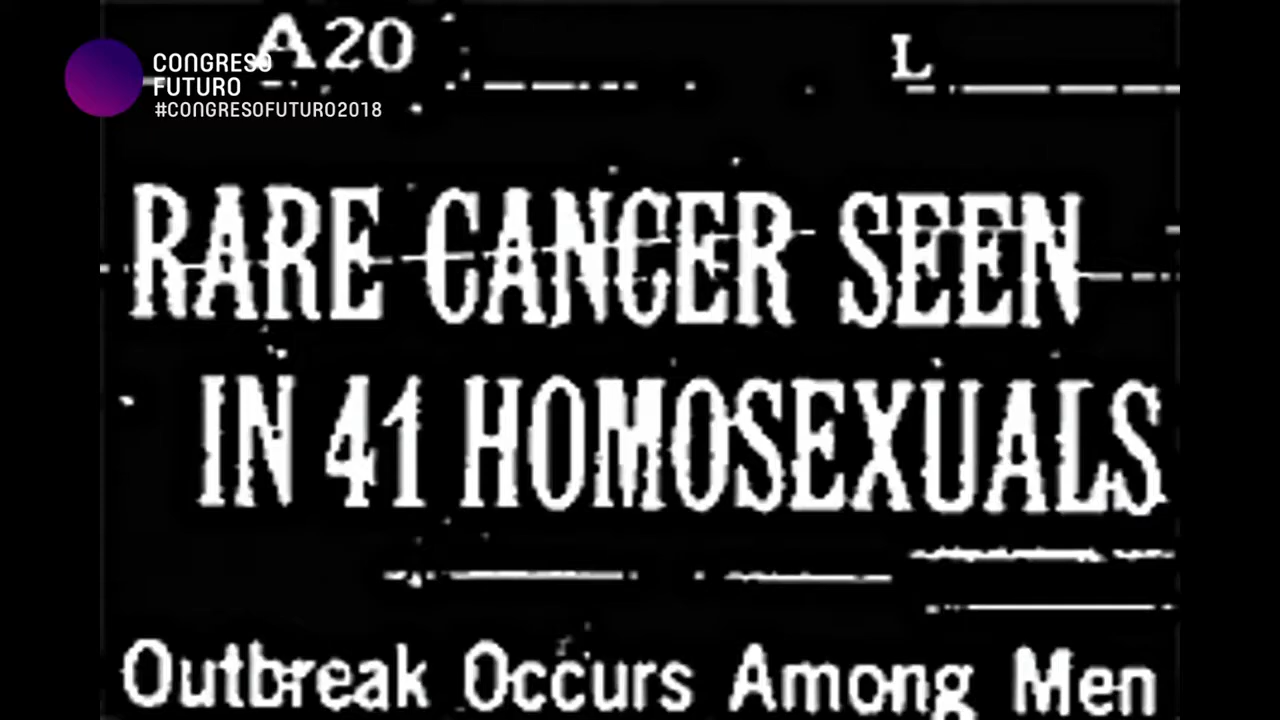 A20
L
CONGRESO
FUTURO
#CONGRESOFUTURO2018
RARE CANCER SEEN
IN 41 HOMOSEXUALS
Outbreak Occurs Among Men